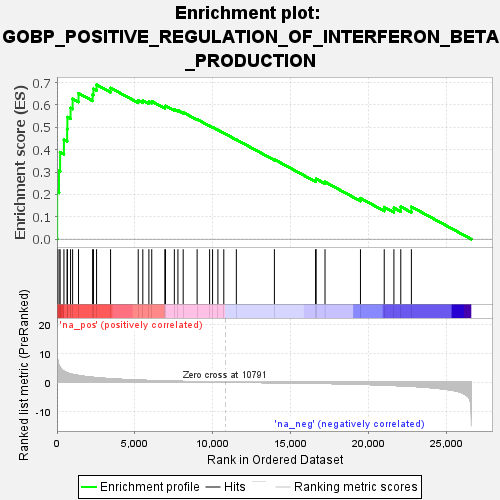 Enrichment plot:
GOBP_POSITIVE_REGULATION_OF_INTERFERON_BETA
_PRODUCTION
Enrichment score (ES)
0.7
0.6
0.5
0.4
0.3
0.2
0.1
0.0
'na_pos' (positively correlated)
Ranked list metric (PreRanked)
20
10
0
-10
Zero cross at 10791
'na_neg' (negatively correlated)
0
5,000
10,000
15,000
20,000
25,000
Rank in Ordered Dataset
Enrichment profile
Hits
Ranking metric scores